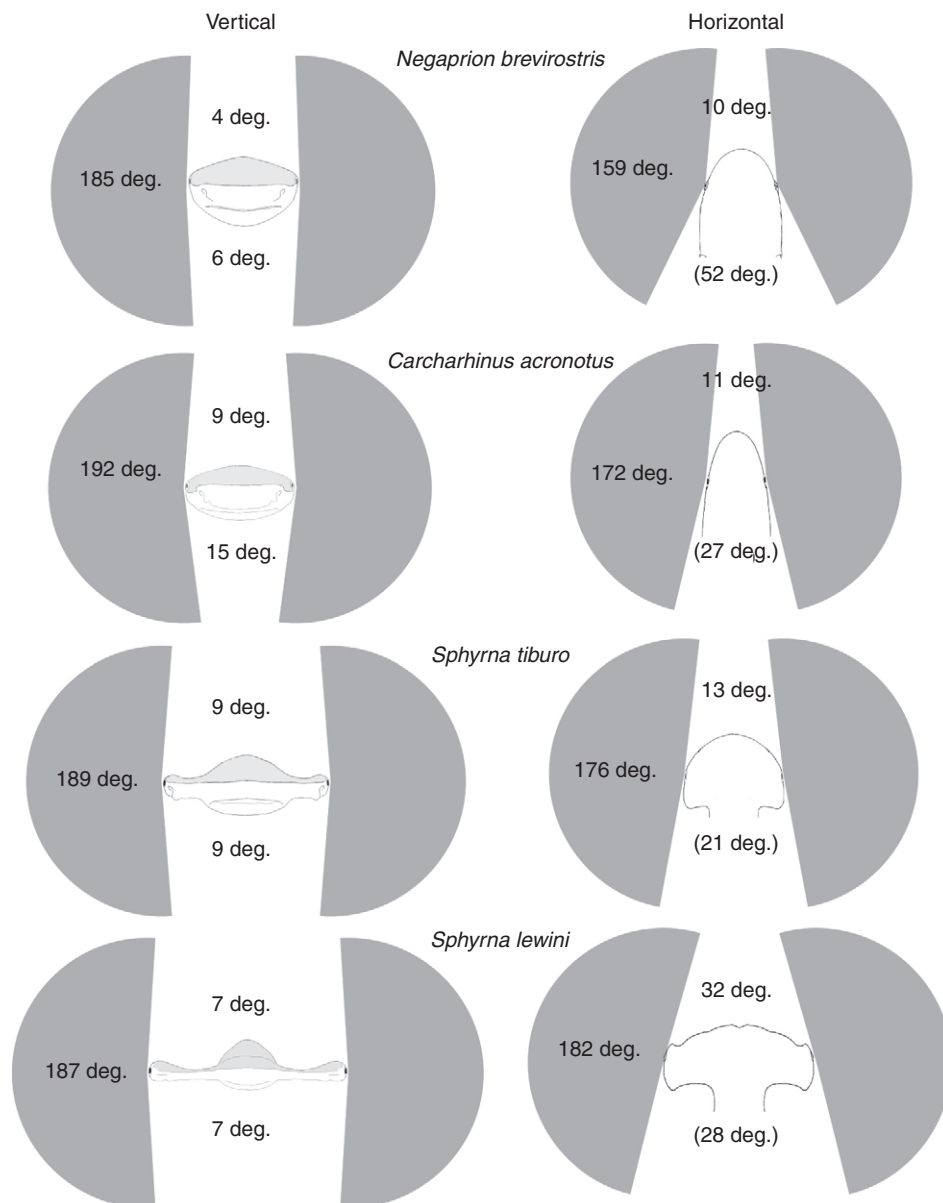 Vertical Horizontal
Negaprion brevirostris
4 deg. 10 deg.
185 deg. 159 deg.
6 deg. (52 deg.)
Carcharhinus acronotus
9 deg. 11 deg.
192 deg. 172 deg.
15 deg. (27 deg.)
Sphyrna tiburo
9 deg. 13 deg.
189 deg. 176 deg.
9 deg. (21 deg.)
Sphyrna lewini
7 deg. 32 deg.
187 deg. 182 deg.
7 deg. (28 deg.)